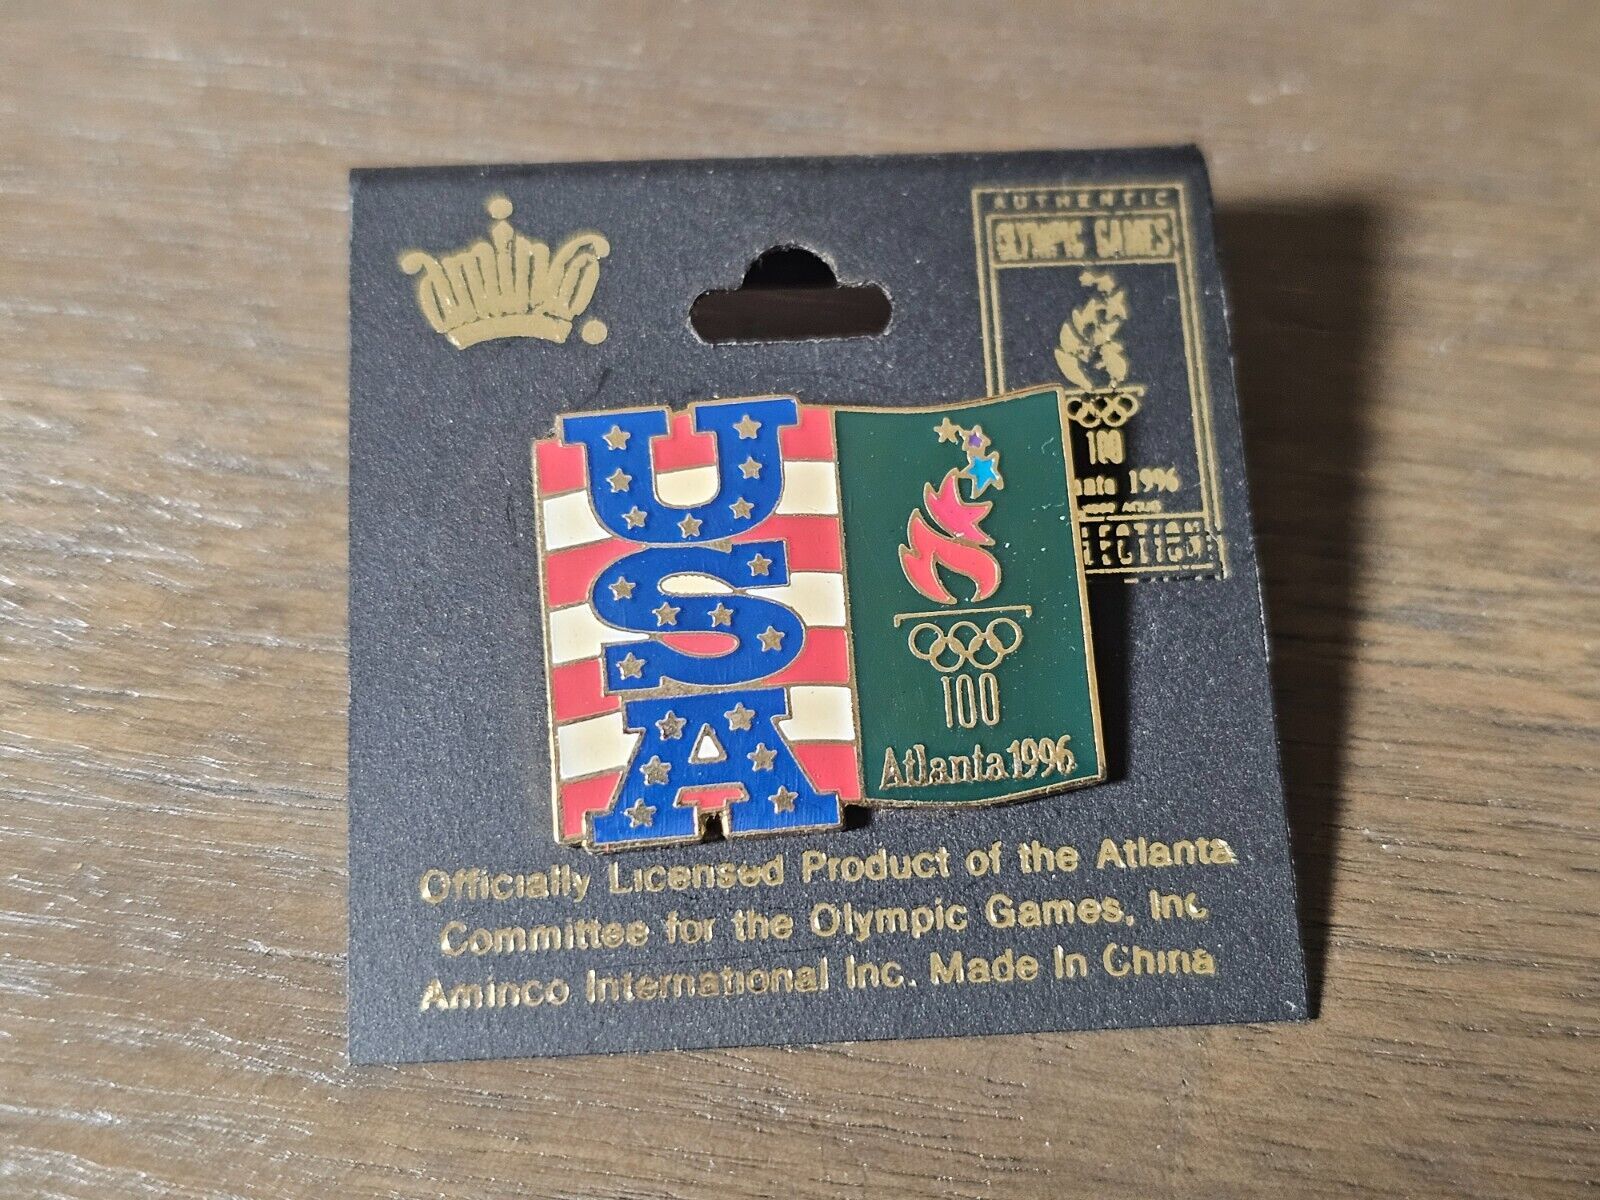 aminco
AUTHENTIC
OLYMPIC GAMES
100
1996
USA
100
Atlanta 1996
Officially Licensed Product of the Atlanta
Committee for the Olympic Games, Inc
Aminco International Inc. Made In China